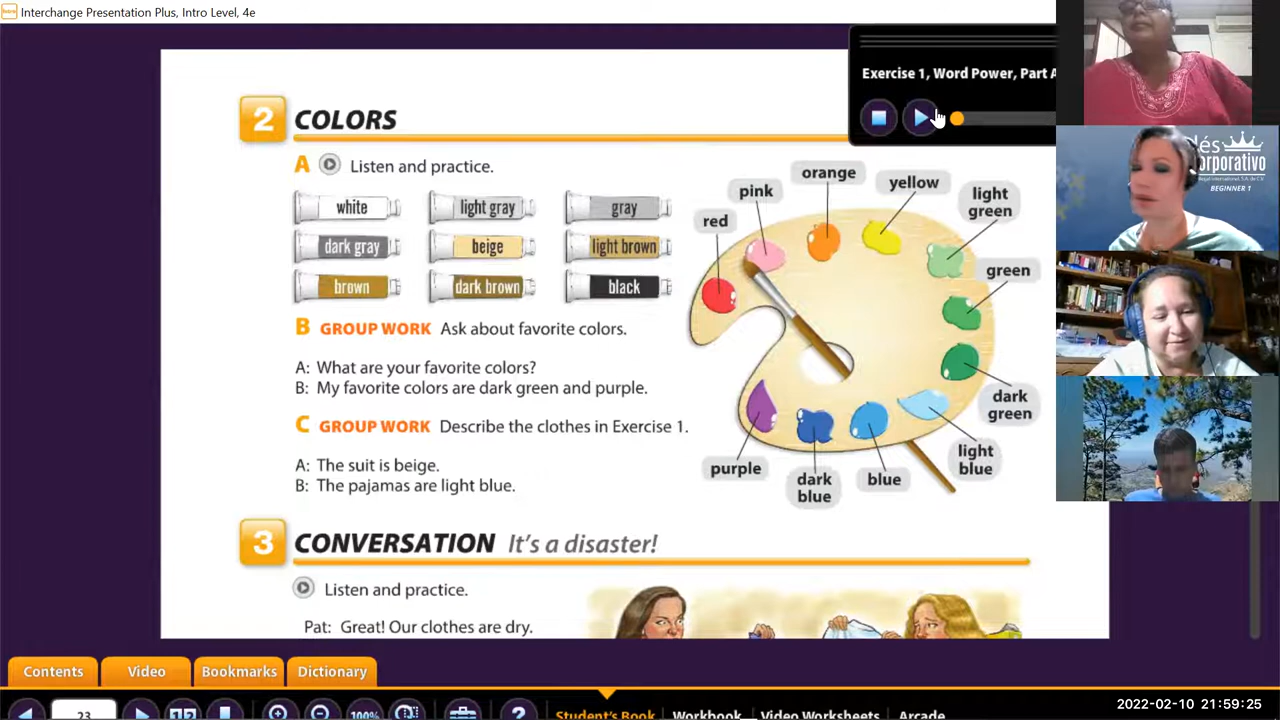 Interchange Presentation Plus, Intro Level, 4e
Exercise 1, Word Power, Part A
2 COLORS
A Listen and practice.
white light gray gray
dark gray beige light brown
brown dark brown black
red
pink
orange
yellow
light
green
green
dark
green
light
blue
blue
dark
blue
purple
B GROUP WORK Ask about favorite colors.
A: What are your favorite colors?
B: My favorite colors are dark green and purple.
C GROUP WORK Describe the clothes in Exercise 1.
A: The suit is beige.
B: The pajamas are light blue.
3 CONVERSATION It's a disaster!
Listen and practice.
Pat: Great! Our clothes are dry.
BEGINNER 1
Contents Video Bookmarks Dictionary
23 100% ? Student's Book Workbook Video Worksheets Arcade
2022-02-10 21:59:25